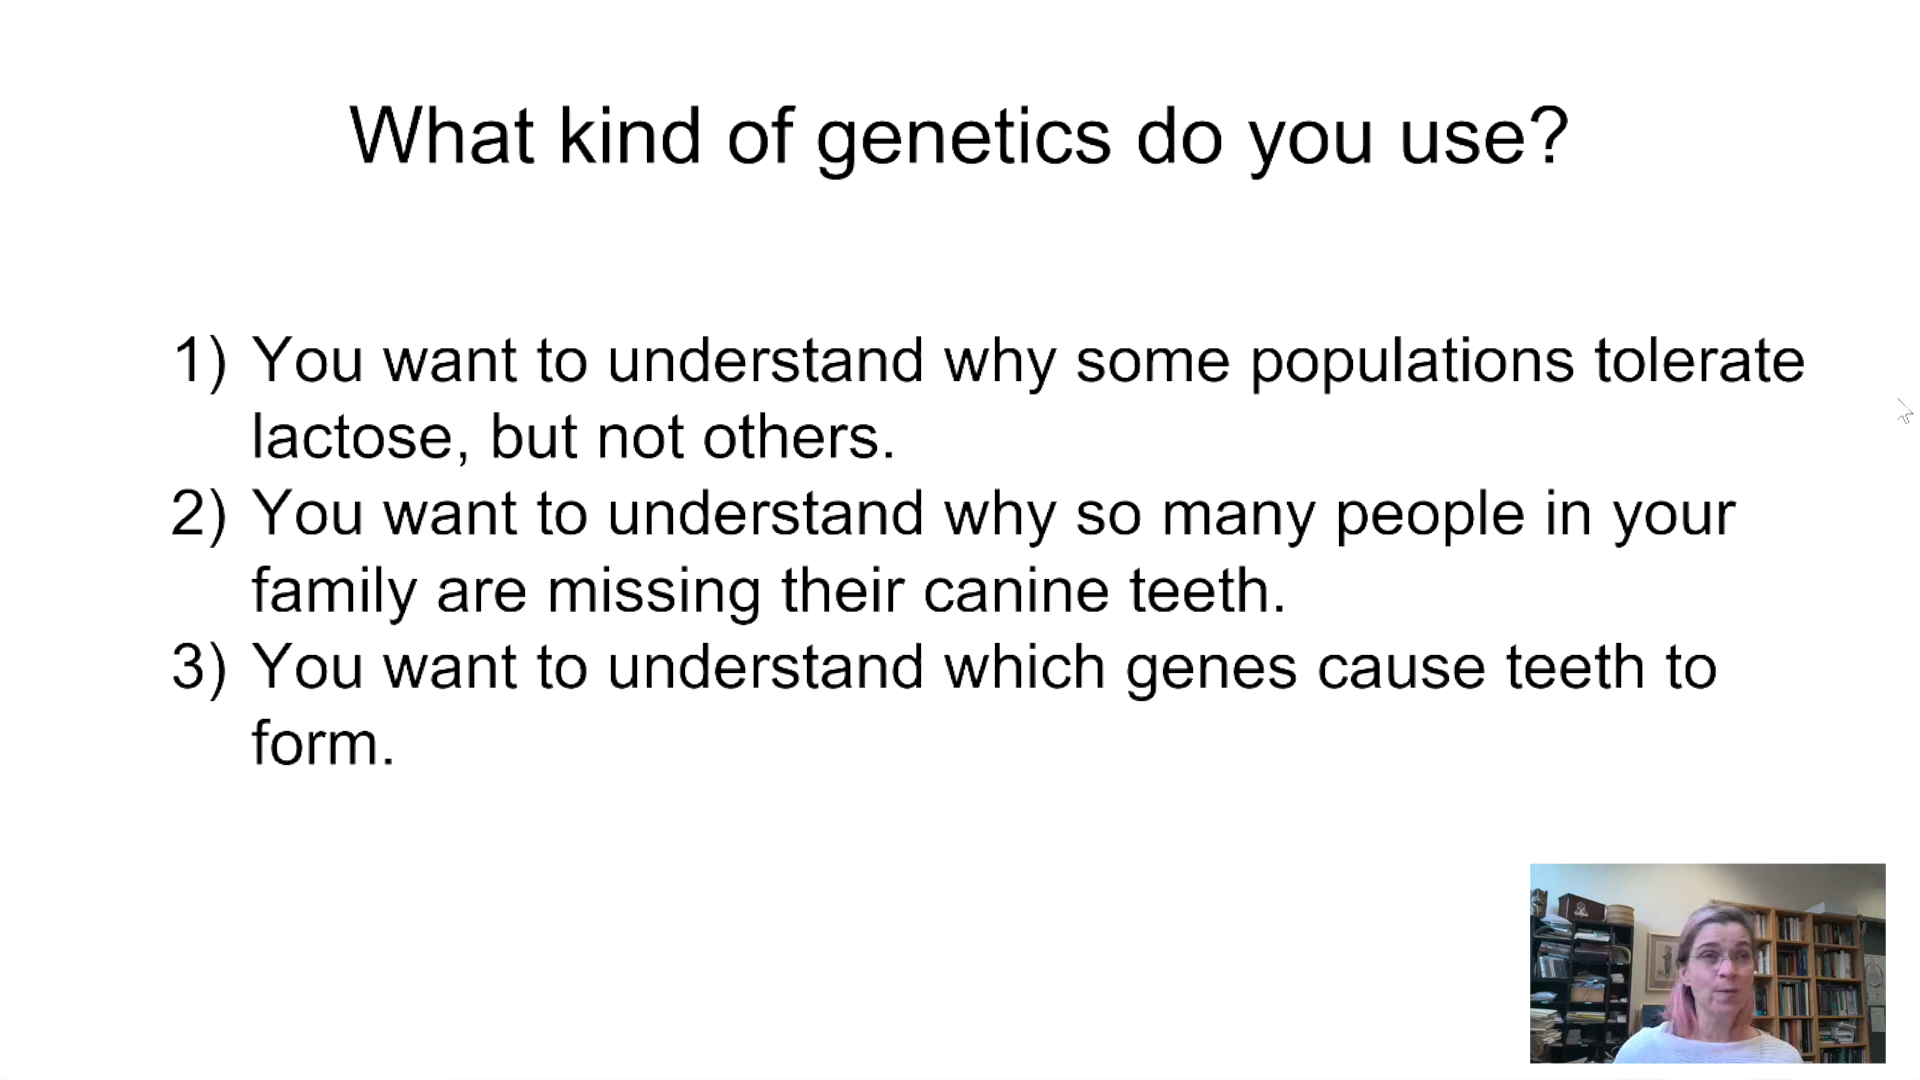 What kind of genetics do you use?
1) You want to understand why some populations tolerate
lactose, but not others.
2) You want to understand why so many people in your
family are missing their canine teeth.
3) You want to understand which genes cause teeth to
form.